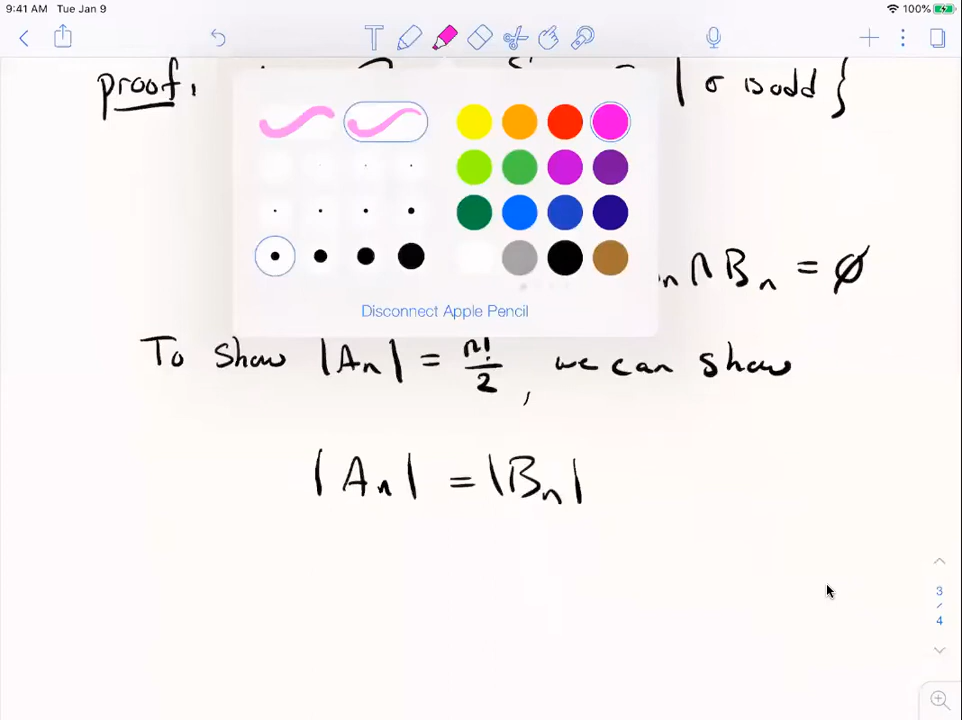 9:41 AM Tue Jan 9 100%
T
proof: | σ is odd }
n ∩ Bn = ∅
Disconnect Apple Pencil
To show |An| = n!/2, we can show
|An| = |Bn|
3
/
4